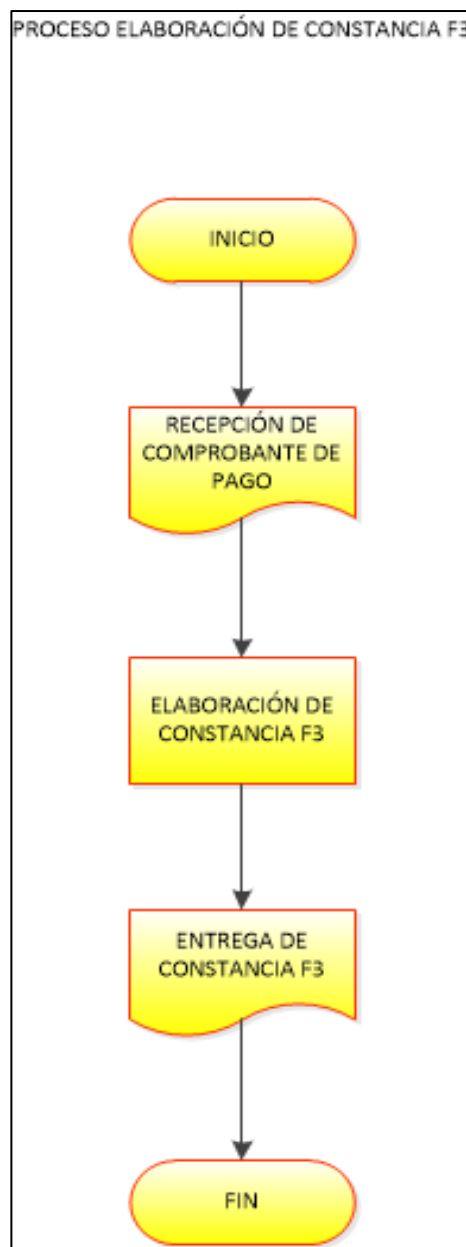 PROCESO ELABORACIÓN DE CONSTANCIA F3
INICIO
RECEPCIÓN DE
COMPROBANTE DE
PAGO
ELABORACIÓN DE
CONSTANCIA F3
ENTREGA DE
CONSTANCIA F3
FIN